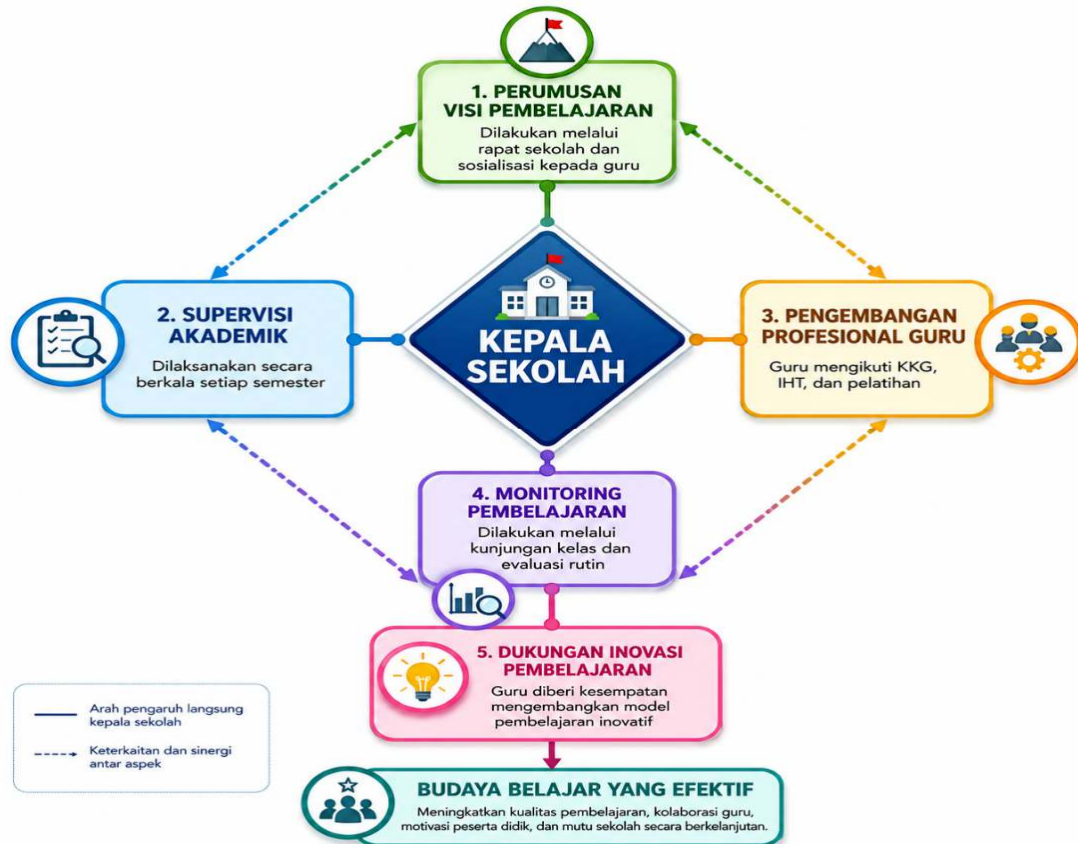 1. PERUMUSAN
VISI PEMBELAJARAN
Dilakukan melalui
rapat sekolah dan
sosialisasi kepada guru
2. SUPERVISI
AKADEMIK
Dilaksanakan secara
berkala setiap semester
KEPALA
SEKOLAH
3. PENGEMBANGAN
PROFESIONAL GURU
Guru mengikuti KKG,
IHT, dan pelatihan
4. MONITORING
PEMBELAJARAN
Dilakukan melalui
kunjungan kelas dan
evaluasi rutin
5. DUKUNGAN INOVASI
PEMBELAJARAN
Guru diberi kesempatan
mengembangkan model
pembelajaran inovatif
Arah pengaruh langsung
kepala sekolah
Keterkaitan dan sinergi
antar aspek
BUDAYA BELAJAR YANG EFEKTIF
Meningkatkan kualitas pembelajaran, kolaborasi guru,
motivasi peserta didik, dan mutu sekolah secara berkelanjutan.